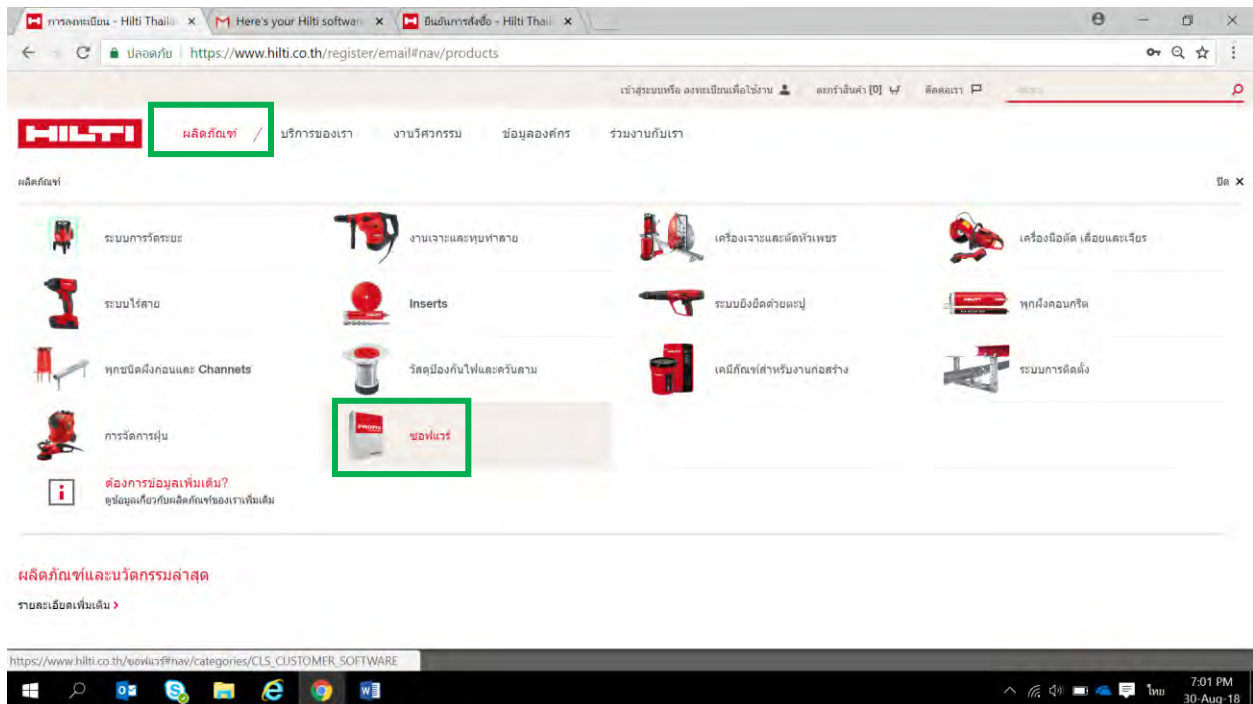 การลงทะเบียน - Hilti Thaila
Here's your Hilti softwar
ยืนยันการสั่งซื้อ - Hilti Thail
ปลอดภัย
https://www.hilti.co.th/register/email#nav/products
เข้าสู่ระบบหรือ ลงทะเบียนเพื่อใช้งาน
ตะกร้าสินค้า [0]
ติดต่อเรา
HILTI
ผลิตภัณฑ์ /
บริการของเรา
งานวิศวกรรม
ข้อมูลองค์กร
ร่วมงานกับเรา
ผลิตภัณฑ์
ปิด
ระบบการวัดระยะ
งานเจาะและทุบทำลาย
เครื่องเจาะและตัดหัวเพชร
เครื่องมือตัด เลื่อยและเจียร
ระบบไร้สาย
Inserts
ระบบยิงยึดด้วยตะปู
พุกฝังคอนกรีต
พุกชนิดฝังก่อนและ Channels
วัสดุป้องกันไฟและควันลาม
เคมีภัณฑ์สำหรับงานก่อสร้าง
ระบบการติดตั้ง
การจัดการฝุ่น
PROFIS
ซอฟแวร์
ต้องการข้อมูลเพิ่มเติม?
ดูข้อมูลเกี่ยวกับผลิตภัณฑ์ของเราเพิ่มเติม
ผลิตภัณฑ์และนวัตกรรมล่าสุด
รายละเอียดเพิ่มเติม >
https://www.hilti.co.th/ซอฟแวร์#nav/categories/CLS_CUSTOMER_SOFTWARE
ไทย
7:01 PM
30-Aug-18